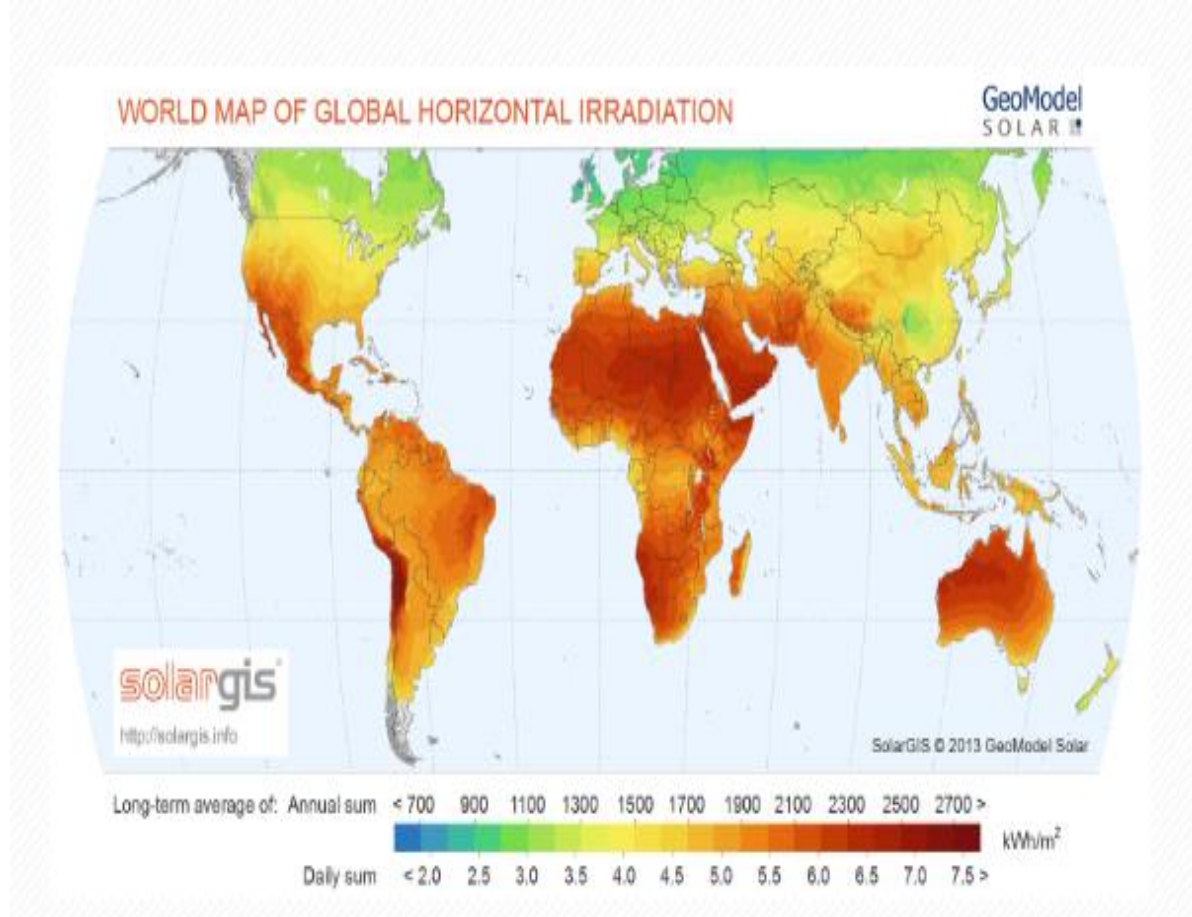 WORLD MAP OF GLOBAL HORIZONTAL IRRADIATION
GeoModel
SOLAR
solargis
http://solargis.info
SolarGIS © 2013 GeoModel Solar
Long-term average of: Annual sum < 700 900 1100 1300 1500 1700 1900 2100 2300 2500 2700 >
kWh/m²
Daily sum < 2.0 2.5 3.0 3.5 4.0 4.5 5.0 5.5 6.0 6.5 7.0 7.5 >